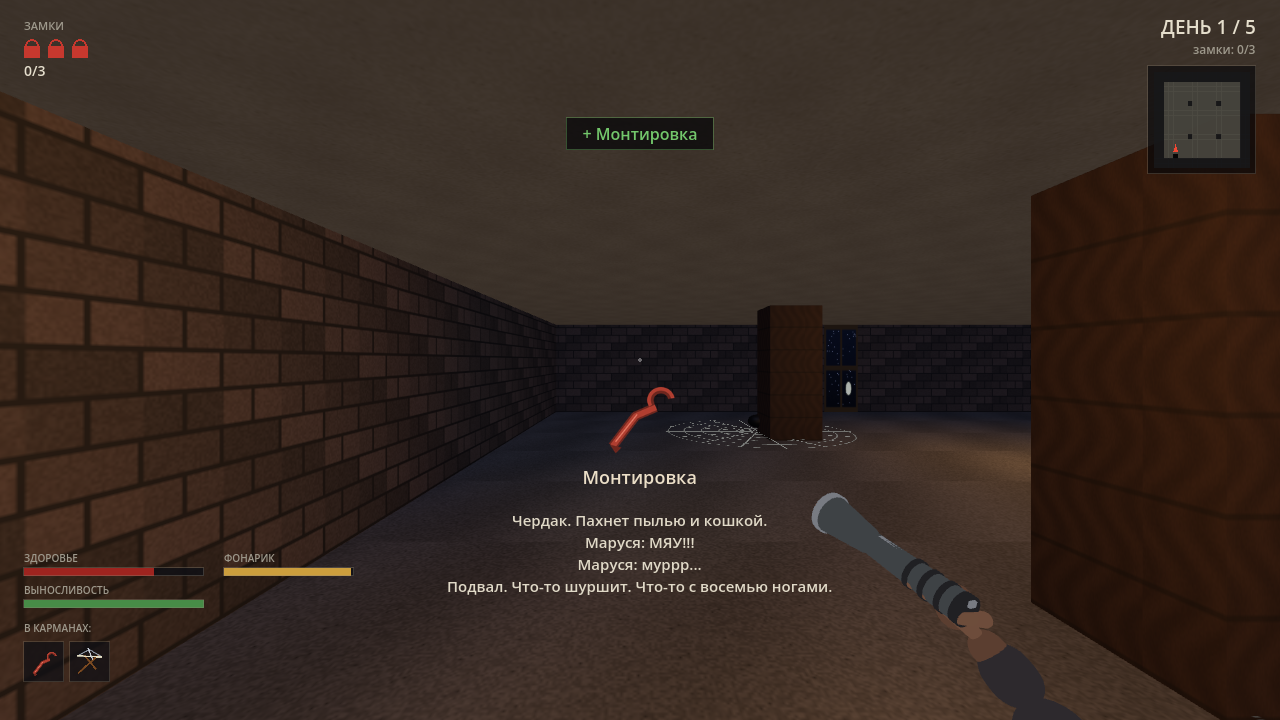 ЗАМКИ
0/3
ДЕНЬ 1 / 5
замки: 0/3
+ Монтировка
Монтировка
Чердак. Пахнет пылью и кошкой.
Маруся: МЯУ!!!
Маруся: муррр...
Подвал. Что-то шуршит. Что-то с восемью ногами.
ЗДОРОВЬЕ
ФОНАРИК
ВЫНОСЛИВОСТЬ
В КАРМАНАХ: